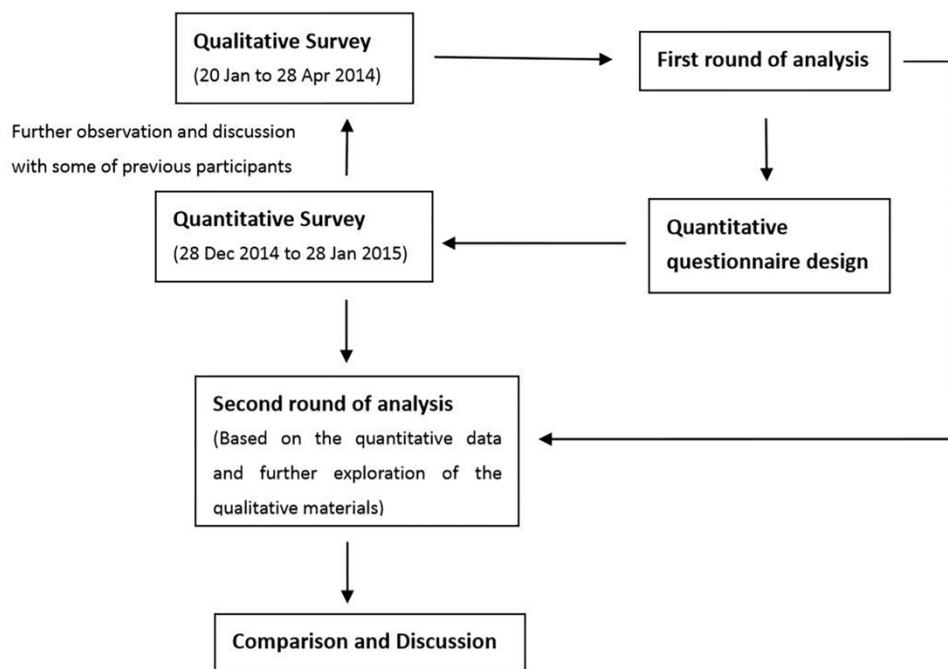 Qualitative Survey
(20 Jan to 28 Apr 2014)
First round of analysis
Further observation and discussion
with some of previous participants
Quantitative Survey
(28 Dec 2014 to 28 Jan 2015)
Quantitative
questionnaire design
Second round of analysis
(Based on the quantitative data
and further exploration of the
qualitative materials)
Comparison and Discussion